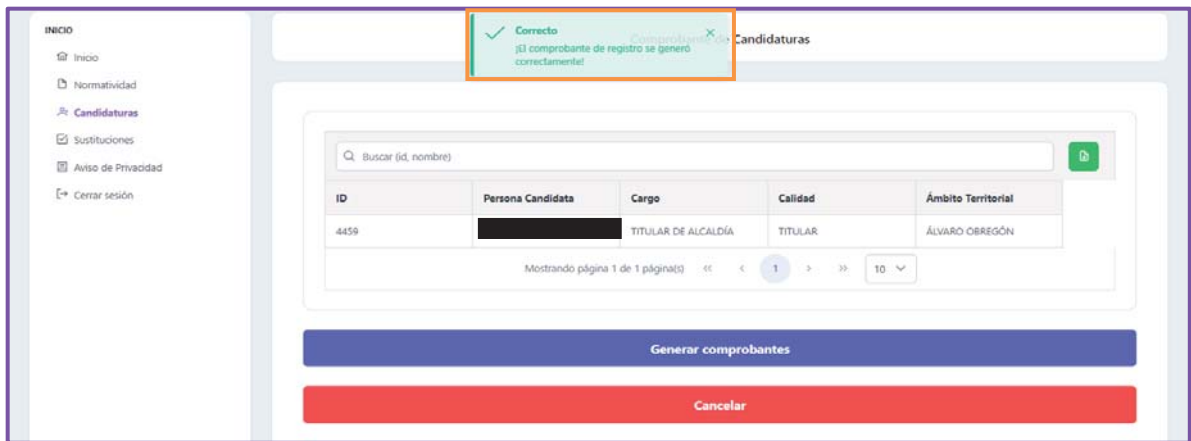 INICIO
Inicio
Normatividad
Candidaturas
Sustituciones
Aviso de Privacidad
Cerrar sesión
Comprobante de Candidaturas
Correcto
¡El comprobante de registro se generó
correctamente!
Buscar (id, nombre)
ID Persona Candidata Cargo Calidad Ámbito Territorial
4459 TITULAR DE ALCALDÍA TITULAR ÁLVARO OBREGÓN
Mostrando página 1 de 1 página(s) << < 1 > >> 10
Generar comprobantes
Cancelar